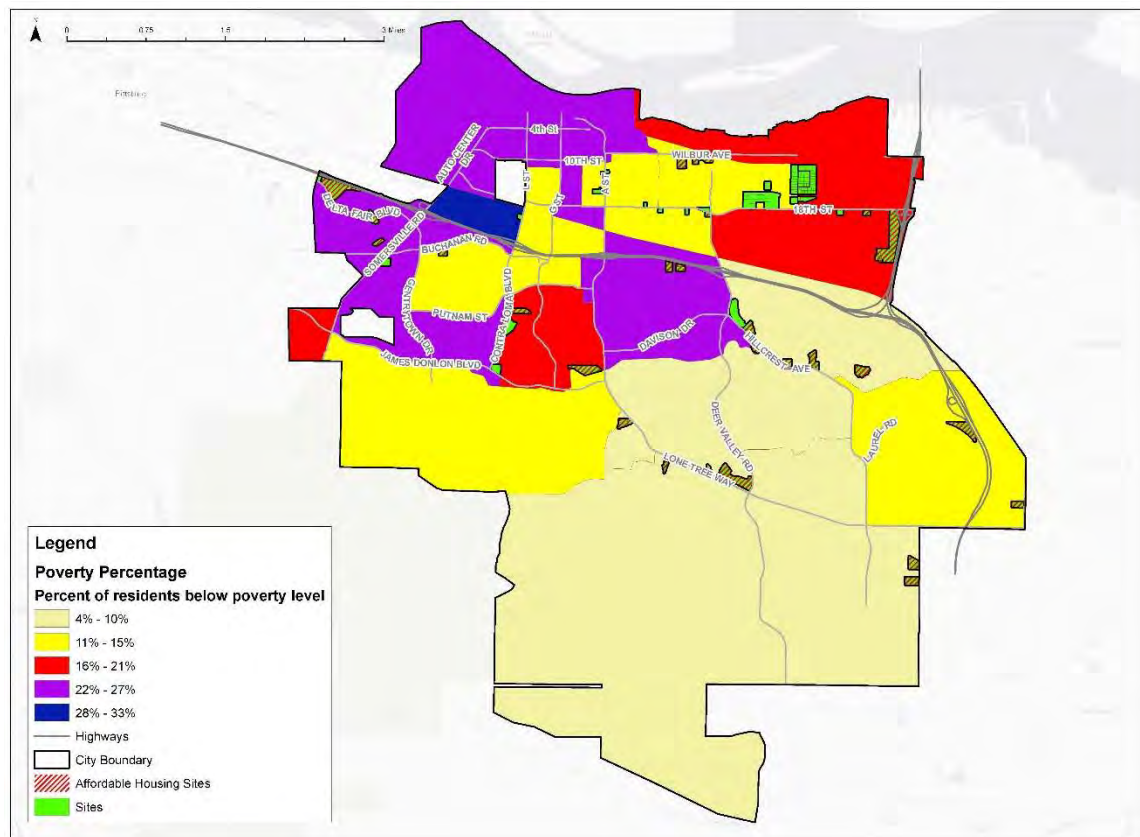 N
0 0.75 1.5 3 Miles
Pittsburg
4th St
AUTO CENTER DR
10TH ST
WILBUR AVE
L ST
G ST
A ST
18TH ST
DELTA FAIR BLVD
SOMERSVILLE RD
BUCHANAN RD
GENTRYTOWN DR
CONTRA LOMA BLVD
PUTNAM ST
DAVISON DR
HILLCREST AVE
JAMES DONLON BLVD
DEER VALLEY RD
LAUREL RD
LONE TREE WAY
Legend
Poverty Percentage
Percent of residents below poverty level
4% - 10%
11% - 15%
16% - 21%
22% - 27%
28% - 33%
Highways
City Boundary
Affordable Housing Sites
Sites